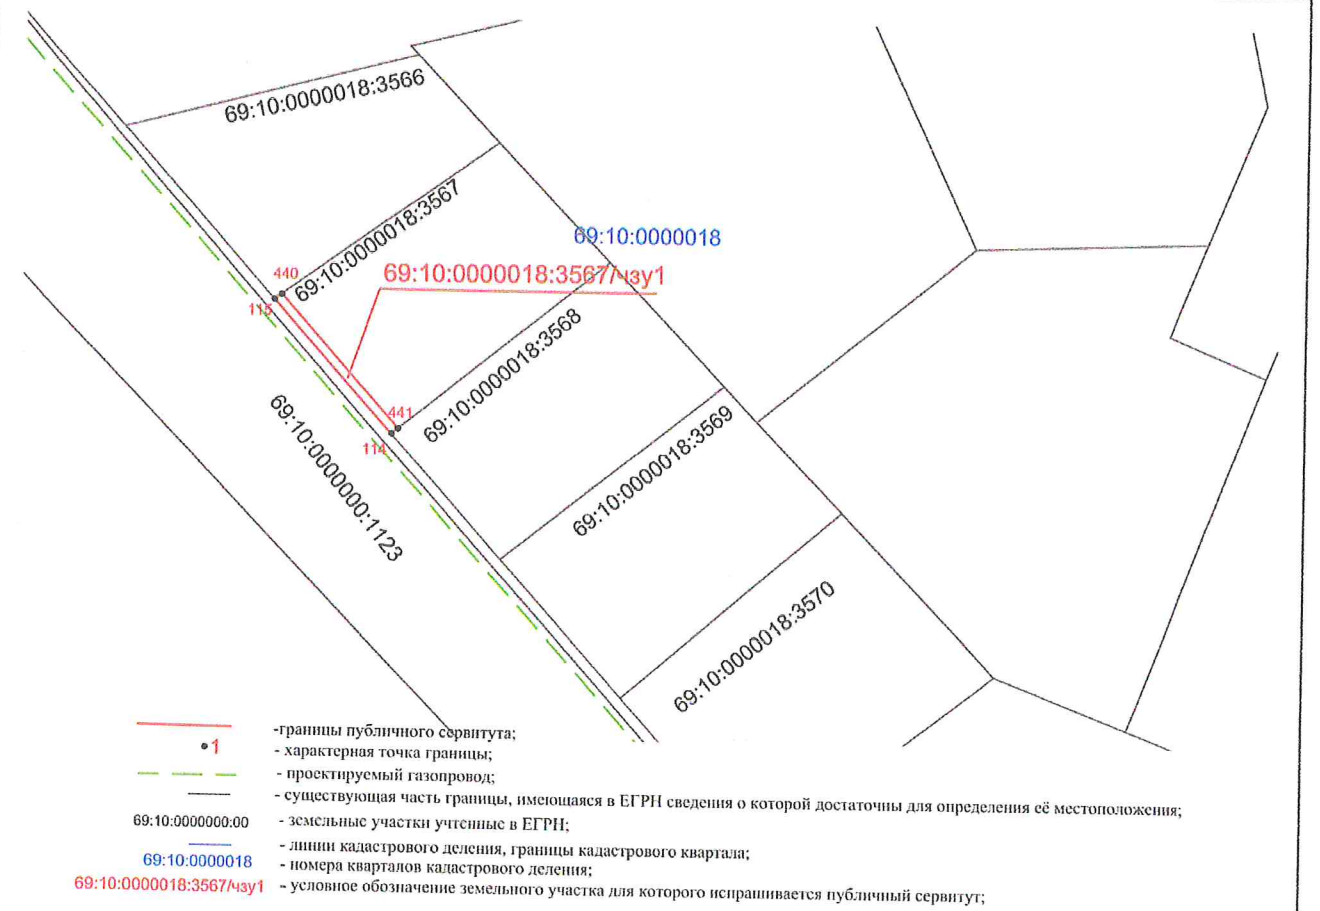 69:10:0000018:3566
69:10:0000018:3567
69:10:0000018
440
69:10:0000018:3567/чзу1
115
69:10:0000018:3568
441
69:10:0000018:3569
114
69:10:0000000:1123
69:10:0000018:3570
-границы публичного сервитута;
1 - характерная точка границы;
- проектируемый газопровод;
- существующая часть границы, имеющаяся в ЕГРН сведения о которой достаточны для определения её местоположения;
69:10:0000000:00 - земельные участки учтенные в ЕГРН;
- линии кадастрового деления, границы кадастрового квартала;
69:10:0000018 - номера кварталов кадастрового деления;
69:10:0000018:3567/чзу1 - условное обозначение земельного участка для которого испрашивается публичный сервитут;